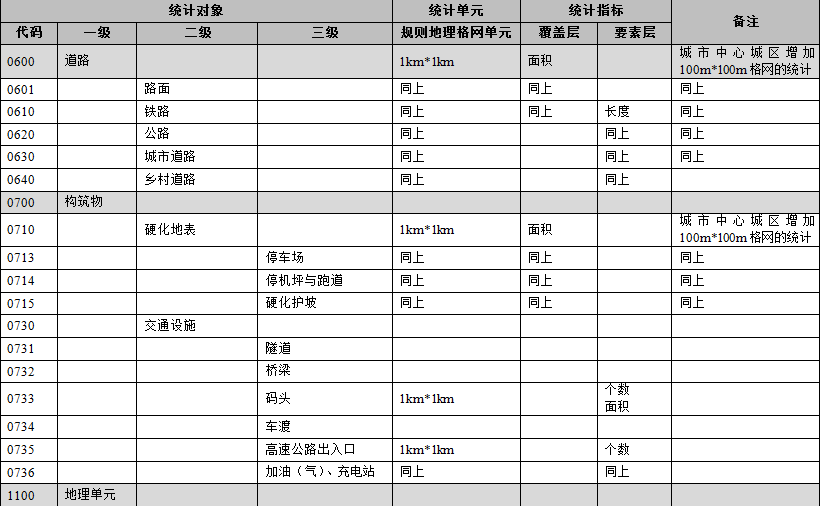 统计对象 统计单元 统计指标 备注
代码 一级 二级 三级 规则地理格网单元 覆盖层 要素层
0600 道路 1km*1km 面积 城市中心城区增加
100m*100m格网的统计
0601 路面 同上 同上 同上
0610 铁路 同上 同上 长度 同上
0620 公路 同上 同上 同上
0630 城市道路 同上 同上 同上
0640 乡村道路 同上 同上
0700 构筑物
0710 硬化地表 1km*1km 面积 城市中心城区增加
100m*100m格网的统计
0713 停车场 同上 同上 同上
0714 停机坪与跑道 同上 同上 同上
0715 硬化护坡 同上 同上 同上
0730 交通设施
0731 隧道
0732 桥梁
0733 码头 1km*1km 个数
面积
0734 车渡
0735 高速公路出入口 1km*1km 个数
0736 加油（气）、充电站 同上 同上
1100 地理单元